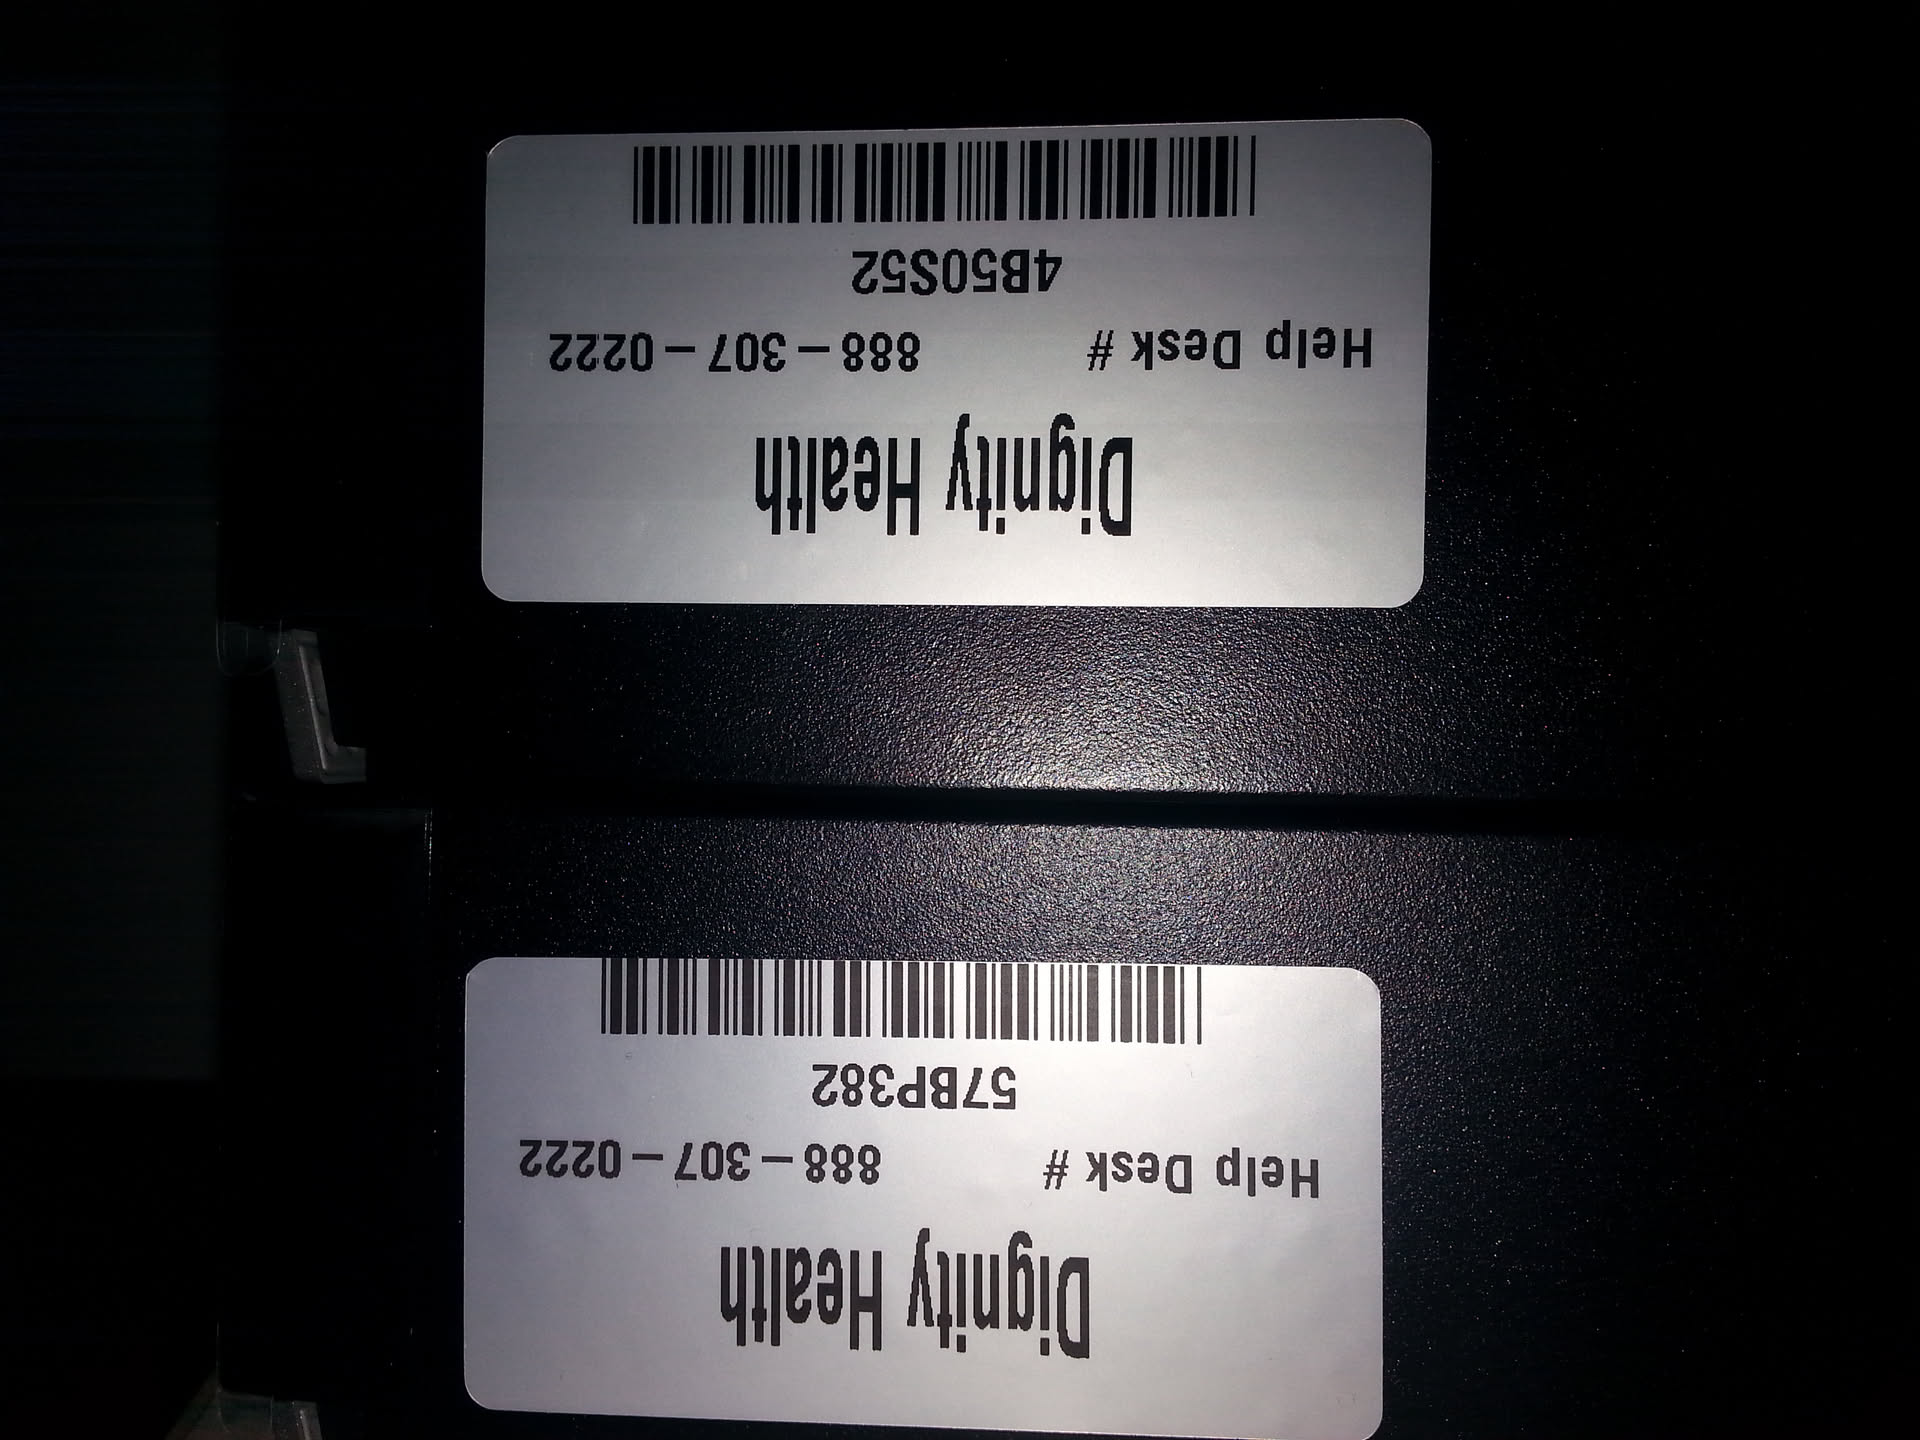 Dignity Health
Help Desk # 888-307-0222
57BP382
Dignity Health
Help Desk # 888-307-0222
4B50S52